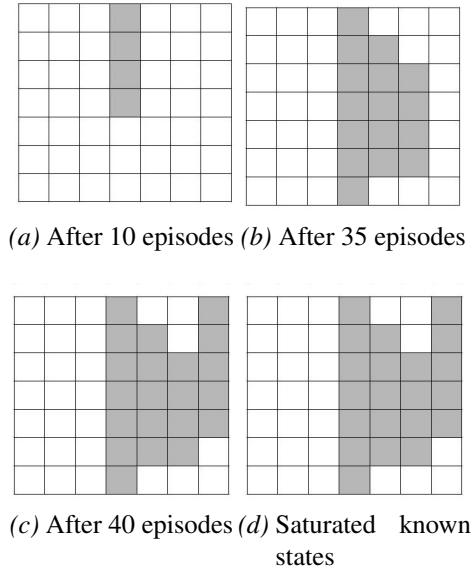 (a) After 10 episodes (b) After 35 episodes
(c) After 40 episodes (d) Saturated known
states